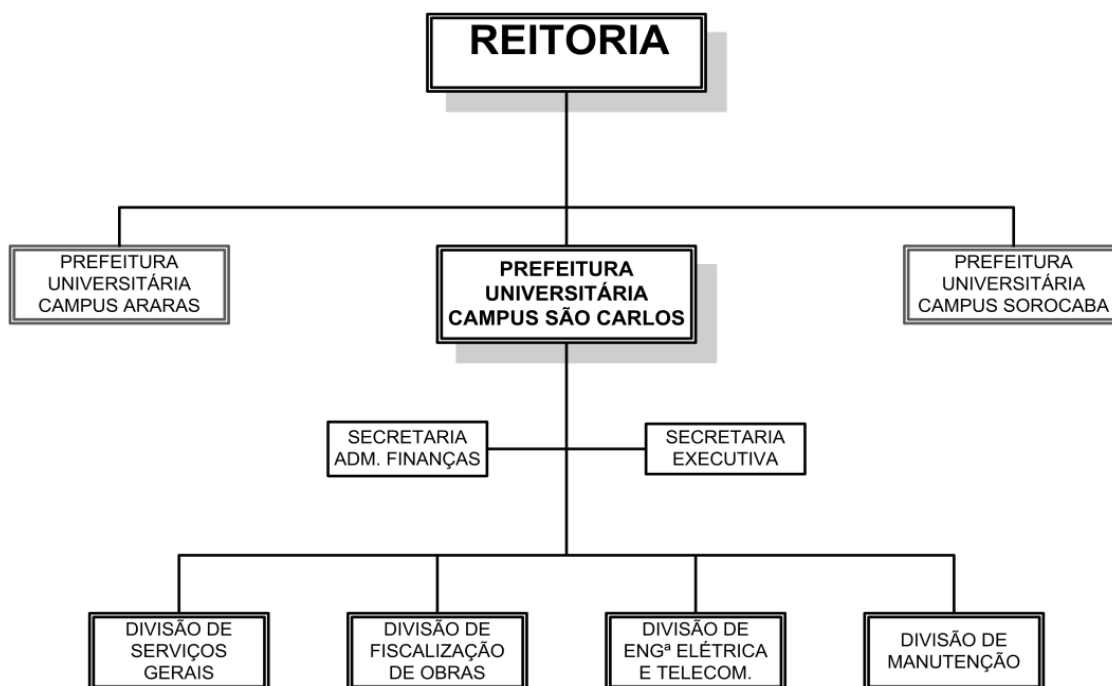 REITORIA
PREFEITURA
UNIVERSITÁRIA
CAMPUS ARARAS
PREFEITURA
UNIVERSITÁRIA
CAMPUS SÃO CARLOS
PREFEITURA
UNIVERSITÁRIA
CAMPUS SOROCABA
SECRETARIA
ADM. FINANÇAS
SECRETARIA
EXECUTIVA
DIVISÃO DE
SERVIÇOS
GERAIS
DIVISÃO DE
FISCALIZAÇÃO
DE OBRAS
DIVISÃO DE
ENGª ELÉTRICA
E TELECOM.
DIVISÃO DE
MANUTENÇÃO